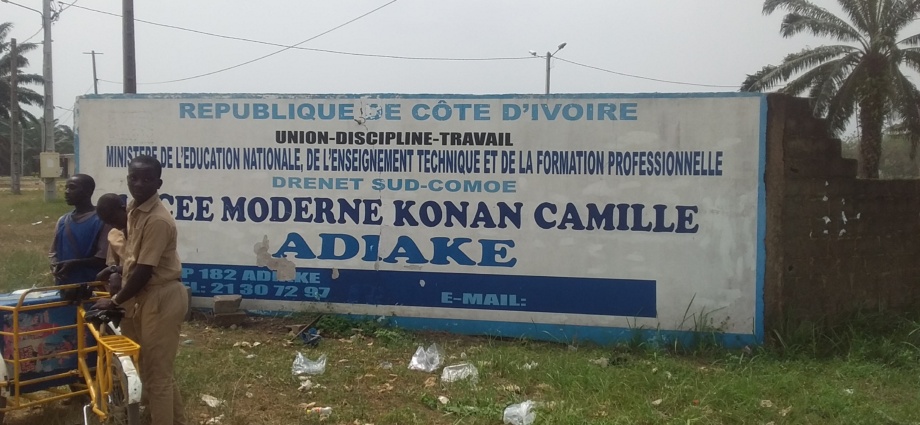 REPUBLIQUE DE CÔTE D'IVOIRE
UNION-DISCIPLINE-TRAVAIL
MINISTERE DE L'EDUCATION NATIONALE, DE L'ENSEIGNEMENT TECHNIQUE ET DE LA FORMATION PROFESSIONNELLE
DRENET SUD-COMOE
CEE MODERNE KONAN CAMILLE
ADIAKE
P 182 ADIAKE
EL: 21 30 72 97
E-MAIL: